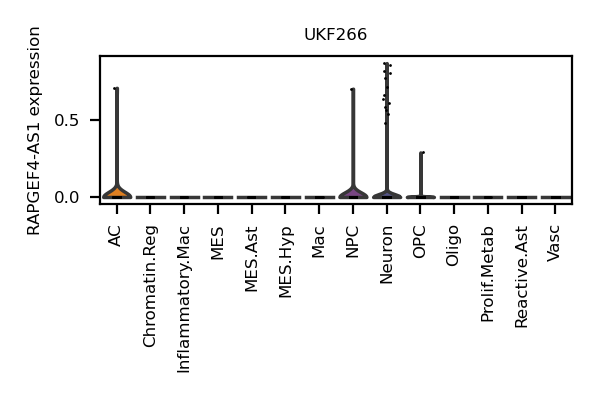 UKF266
RAPGEF4-AS1 expression
0.5
0.0
AC
Chromatin.Reg
Inflammatory.Mac
MES
MES.Ast
MES.Hyp
Mac
NPC
Neuron
OPC
Oligo
Prolif.Metab
Reactive.Ast
Vasc